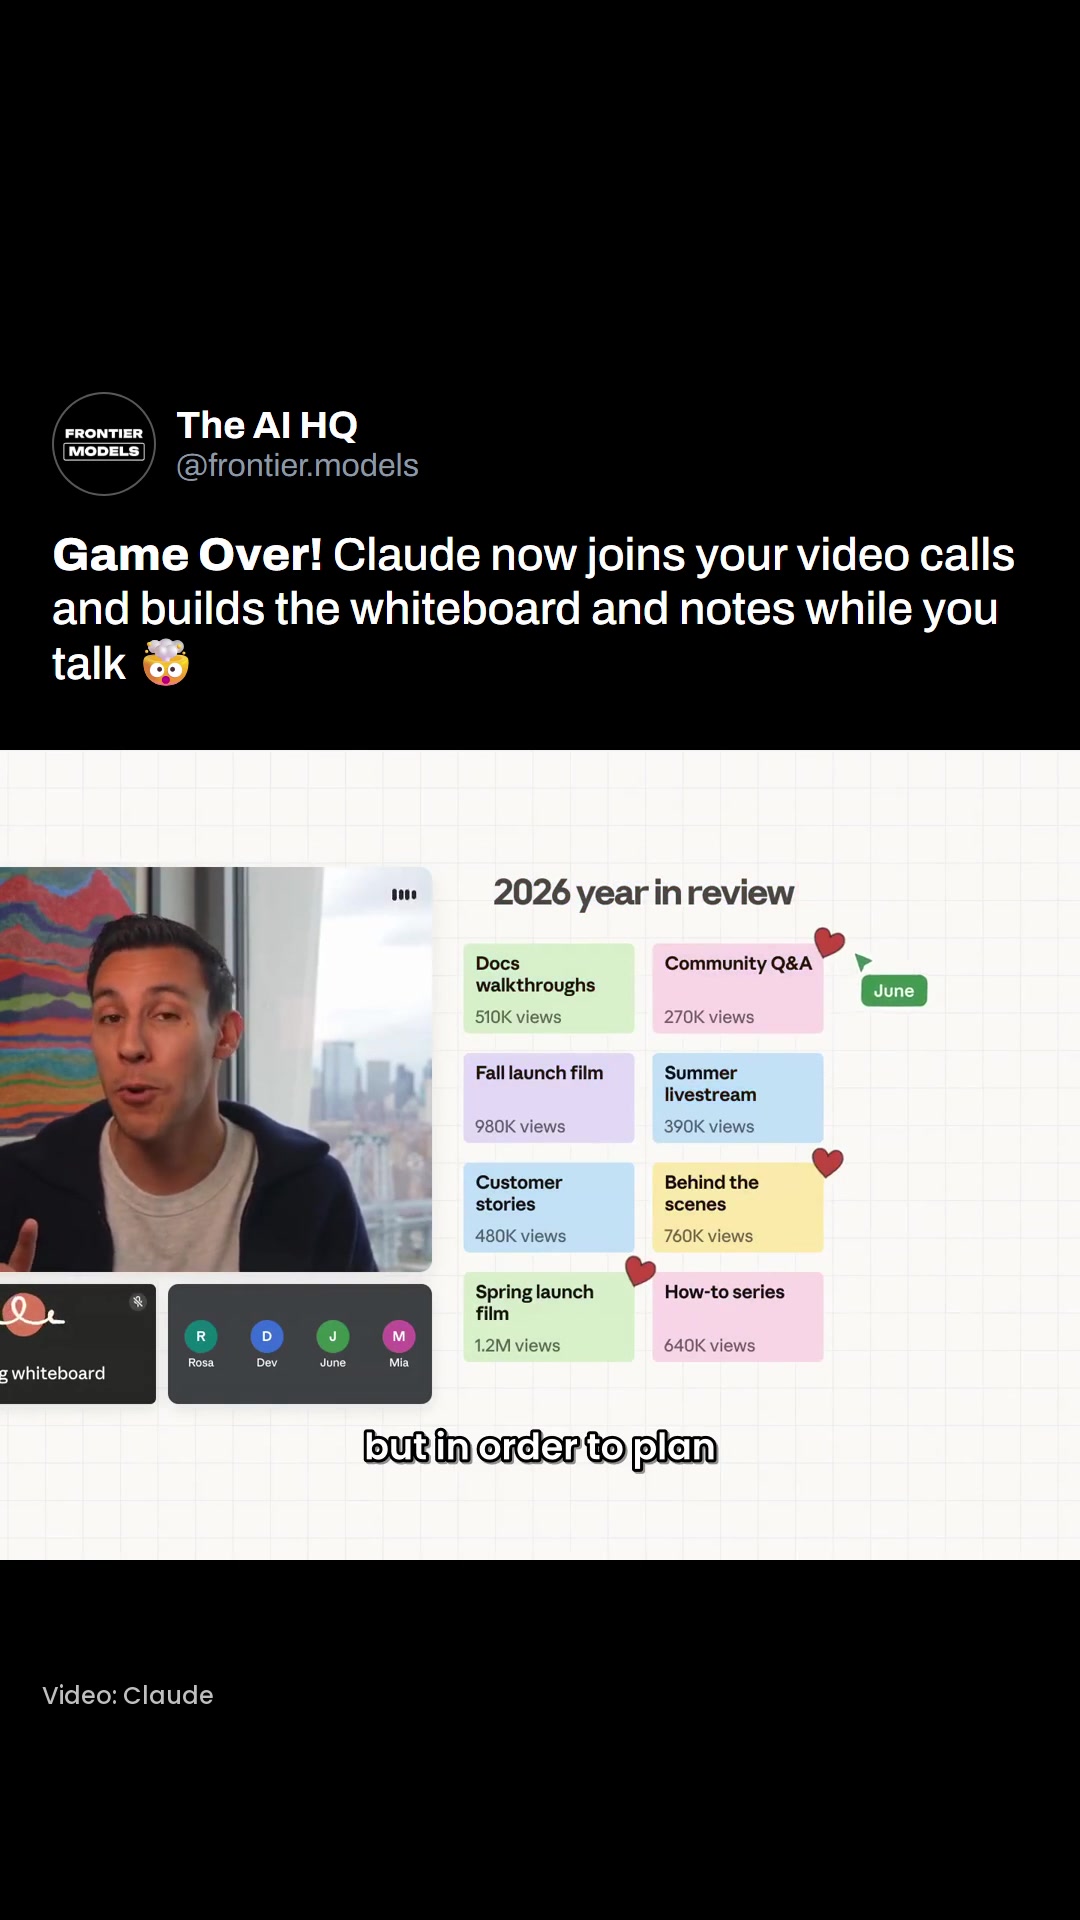 FRONTIER
MODELS
The AI HQ
@frontier.models
Game Over! Claude now joins your video calls
and builds the whiteboard and notes while you
talk 🤯
2026 year in review
Docs
walkthroughs
510K views
Community Q&A
270K views
June
Fall launch film
980K views
Summer
livestream
390K views
Customer
stories
480K views
Behind the
scenes
760K views
Spring launch
film
1.2M views
How-to series
640K views
g whiteboard
R
D
J
M
Rosa
Dev
June
Mia
but in order to plan
Video: Claude